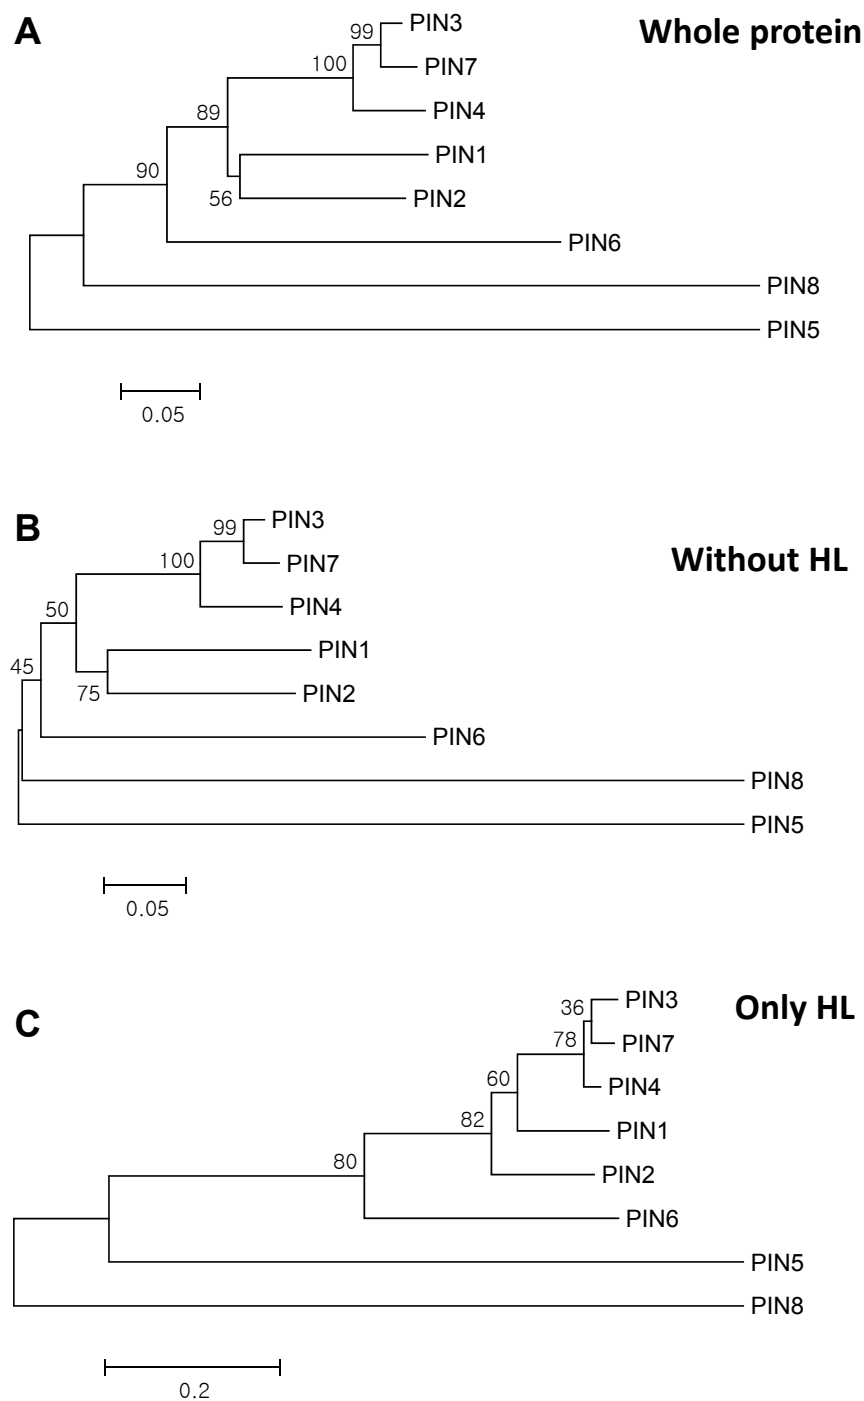 A
Whole protein
99
PIN3
100
PIN7
PIN4
89
PIN1
90
56
PIN2
PIN6
PIN8
PIN5
0.05
B
Without HL
99
PIN3
100
PIN7
PIN4
50
PIN1
45
75
PIN2
PIN6
PIN8
PIN5
0.05
C
Only HL
36
PIN3
78
PIN7
60
PIN4
82
PIN1
80
PIN2
PIN6
PIN5
PIN8
0.2